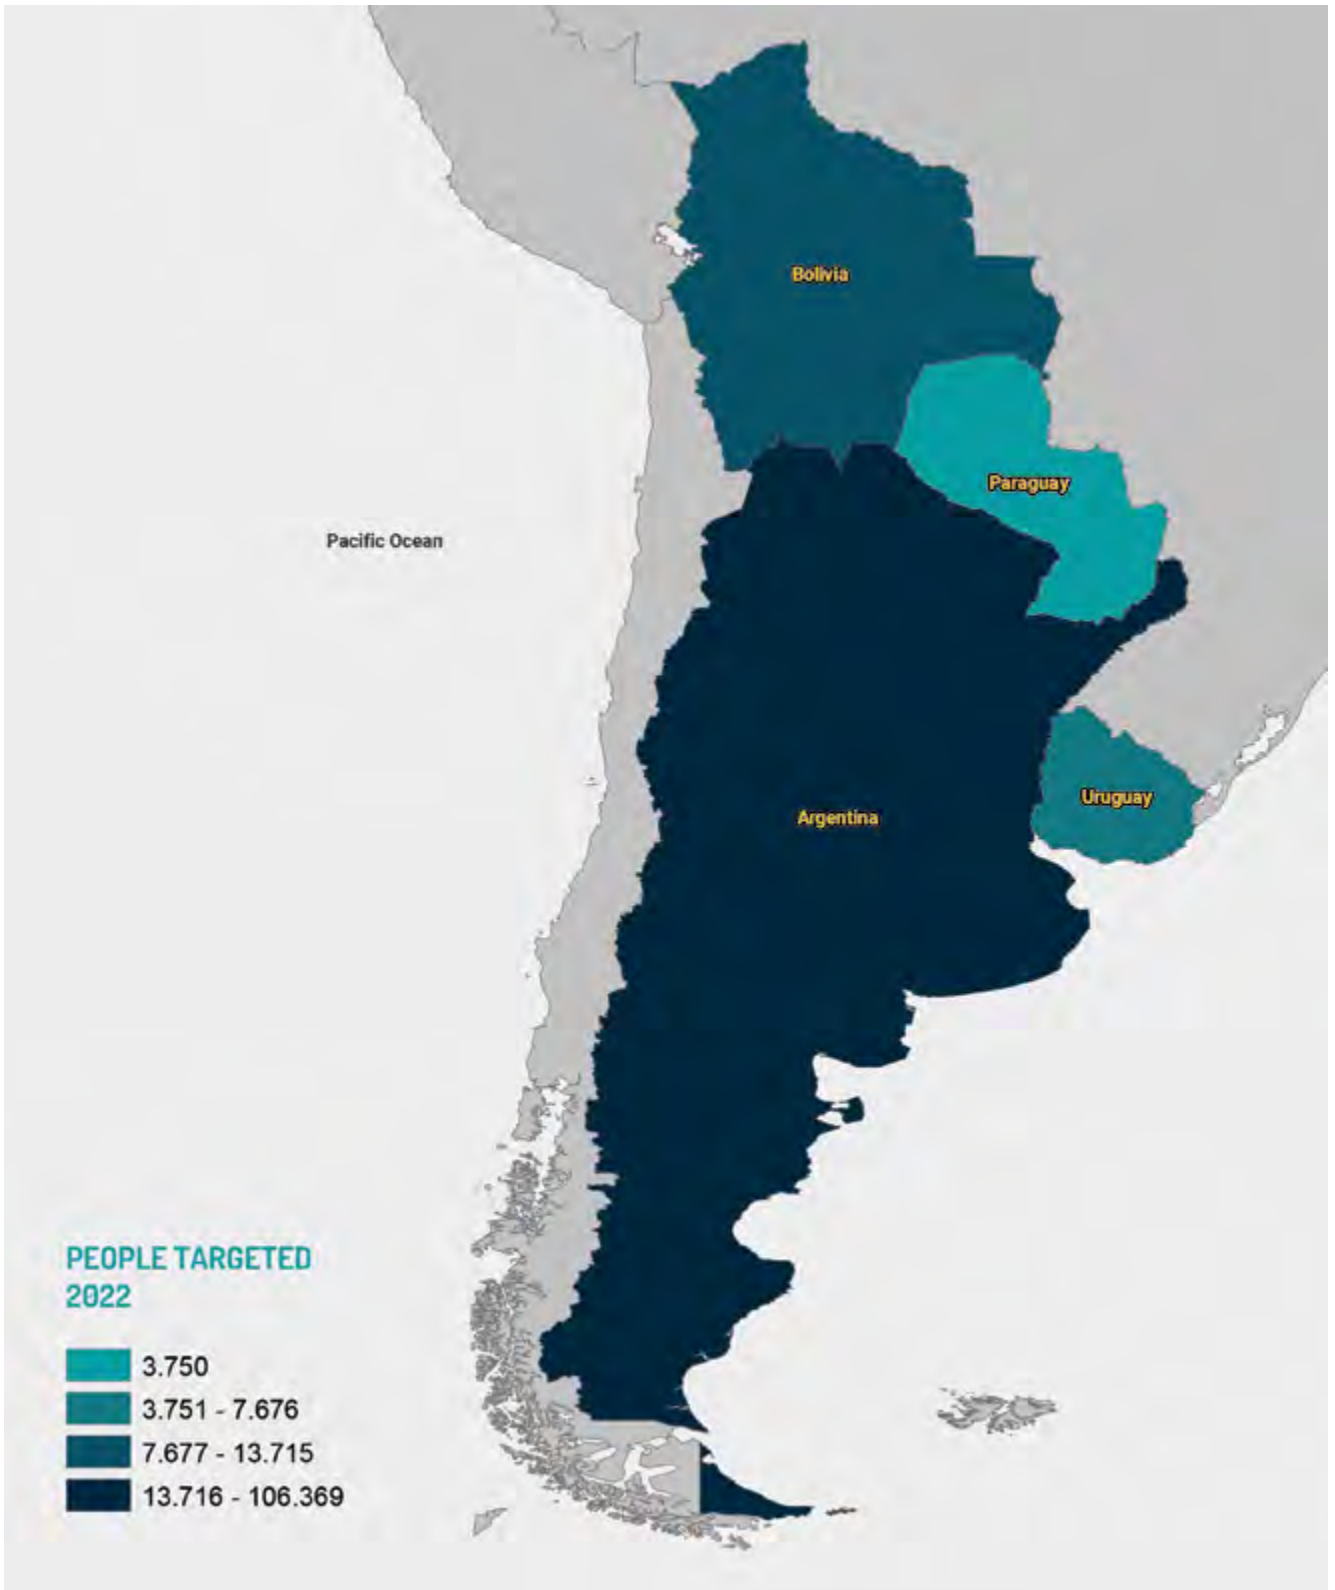 Bolivia
Paraguay
Pacific Ocean
Uruguay
Argentina
PEOPLE TARGETED
2022
3.750
3.751 - 7.676
7.677 - 13.715
13.716 - 106.369